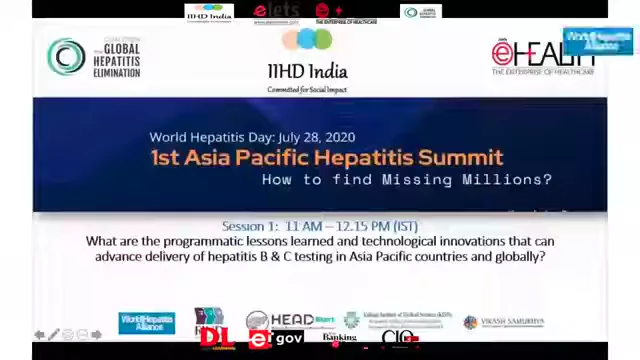 IIHD India
elets
THE ENTERPRISE OF HEALTHCARE
COALITION
GLOBAL
HEPATITIS
ELIMINATION
IIHD India
Committed for Social Impact
eHEALTH
THE ENTERPRISE OF HEALTHCARE
World Hepatitis
Alliance
World Hepatitis Day: July 28, 2020
1st Asia Pacific Hepatitis Summit
How to find Missing Millions?
Session 1: 11 AM – 12.15 PM (IST)
What are the programmatic lessons learned and technological innovations that can
advance delivery of hepatitis B & C testing in Asia Pacific countries and globally?
World Hepatitis
Alliance
FIND
HEAD Start
VIKASH SAMUKHYA
DL
egov
Banking
CIO